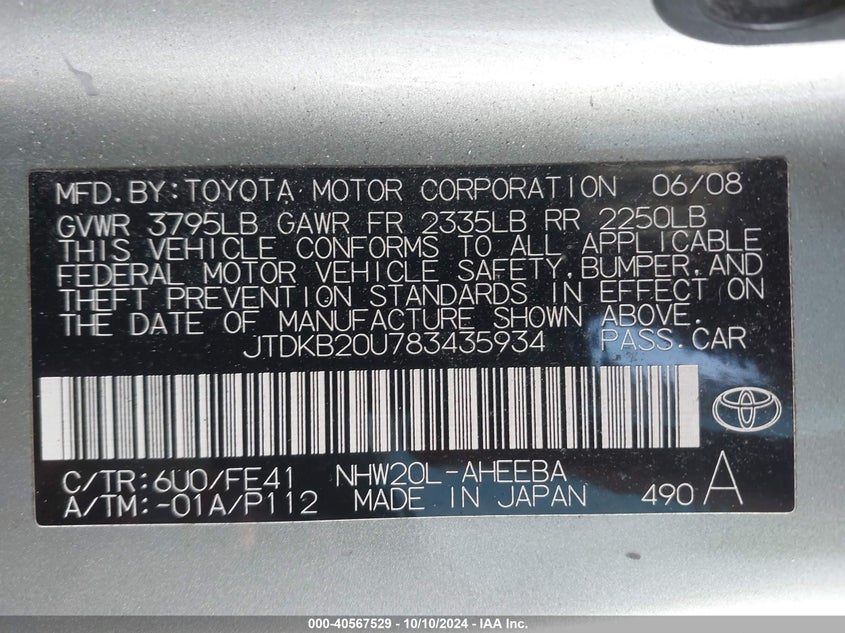 MFD.BY:TOYOTA MOTOR CORPORATION 06/08
GVWR 3795LB GAWR FR 2335LB RR 2250LB
THIS VEHICLE CONFORMS TO ALL APPLICABLE
FEDERAL MOTOR VEHICLE SAFETY,BUMPER,AND
THEFT PREVENTION STANDARDS IN EFFECT ON
THE DATE OF MANUFACTURE SHOWN ABOVE.
JTDKB20U783435934 PASS.CAR
C/TR:6U0/FE41 NHW20L-AHEEBA
A/TM:-01A/P112 MADE IN JAPAN 490 A
000-40567529 - 10/10/2024 - IAA Inc.